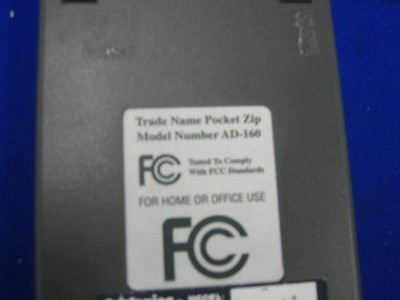 Trade Name Pocket Zip
Model Number AD-160
FC Tested To Comply
With FCC Standards
FOR HOME OR OFFICE USE
FC
MODEL: